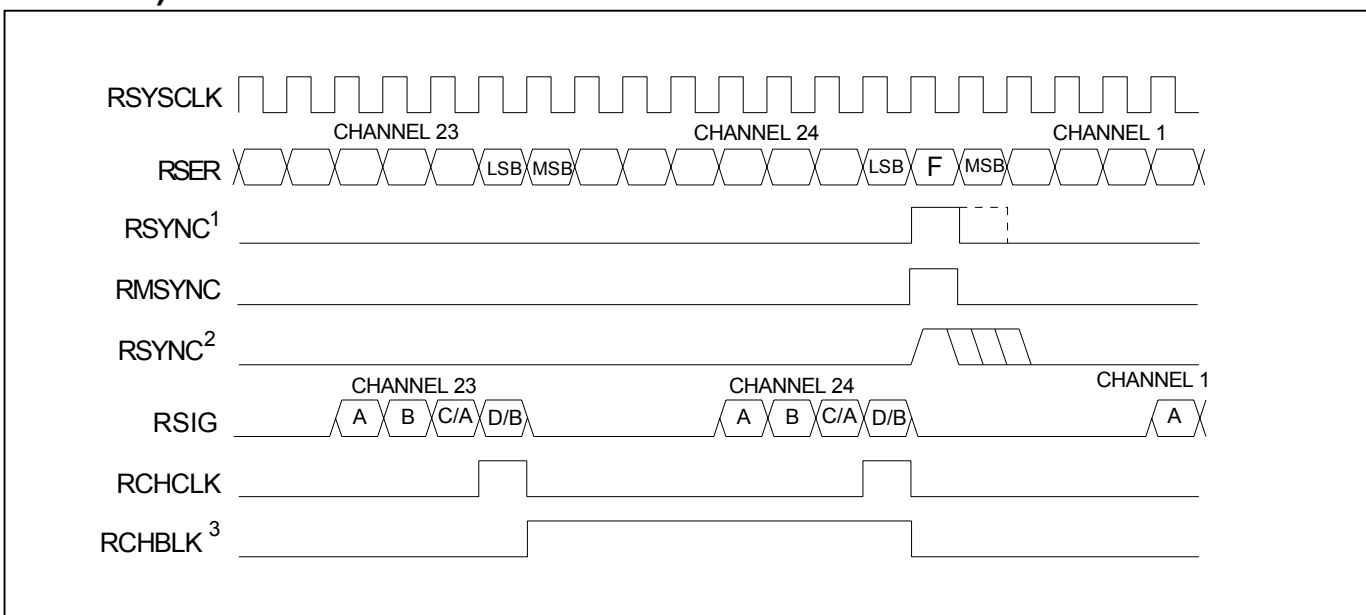 RSYSCLK
CHANNEL 23 CHANNEL 24 CHANNEL 1
RSER LSB MSB LSB F MSB
RSYNC1
RMSYNC
RSYNC2
CHANNEL 23 CHANNEL 24 CHANNEL 1
RSIG A B C/A D/B A B C/A D/B A
RCHCLK
RCHBLK 3